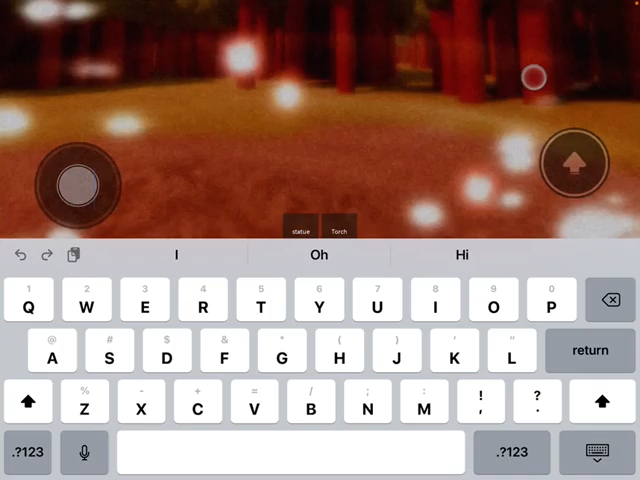 statue Torch
I Oh Hi
1 2 3 4 5 6 7 8 9 0
Q W E R T Y U I O P
@ # $ & * ( ) ' "
A S D F G H J K L return
% - + = / ; : ! ?
Z X C V B N M , .
.?123 .?123